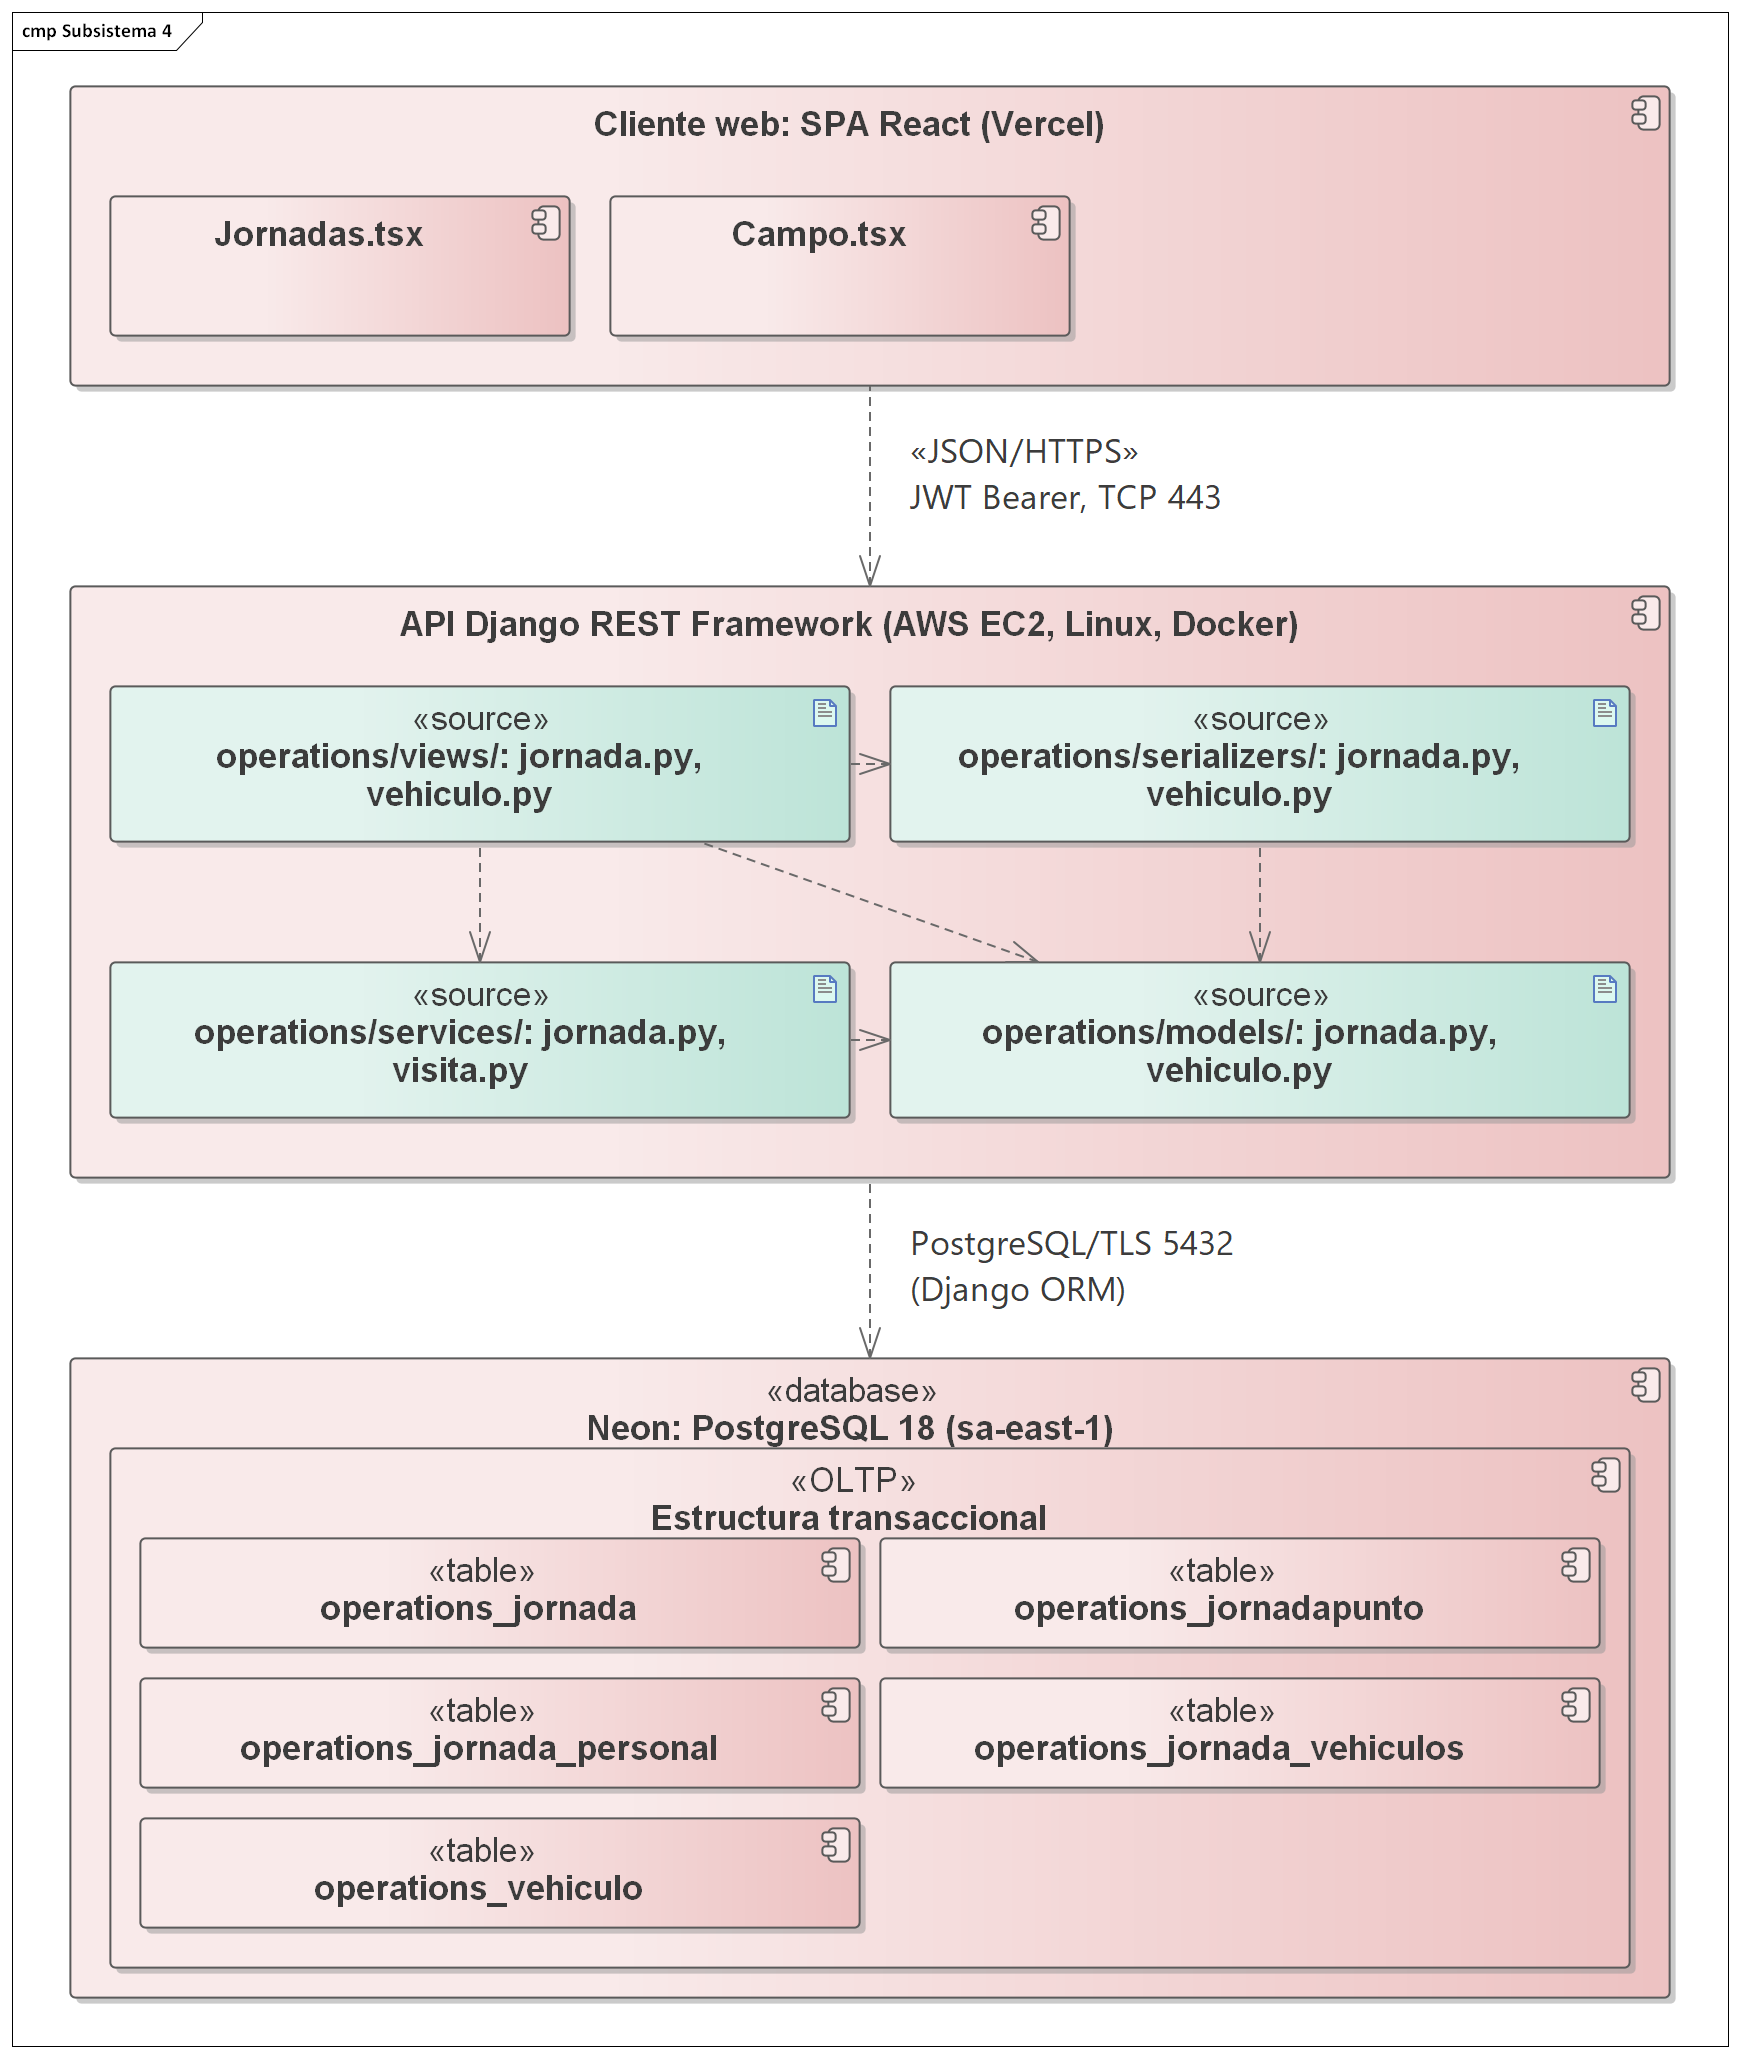 cmp Subsistema 4
Cliente web: SPA React (Vercel)
Jornadas.tsx
Campo.tsx
«JSON/HTTPS»
JWT Bearer, TCP 443
API Django REST Framework (AWS EC2, Linux, Docker)
«source»
operations/views/: jornada.py,
vehiculo.py
«source»
operations/serializers/: jornada.py,
vehiculo.py
«source»
operations/services/: jornada.py,
visita.py
«source»
operations/models/: jornada.py,
vehiculo.py
PostgreSQL/TLS 5432
(Django ORM)
«database»
Neon: PostgreSQL 18 (sa-east-1)
«OLTP»
Estructura transaccional
«table»
operations_jornada
«table»
operations_jornadapunto
«table»
operations_jornada_personal
«table»
operations_jornada_vehiculos
«table»
operations_vehiculo